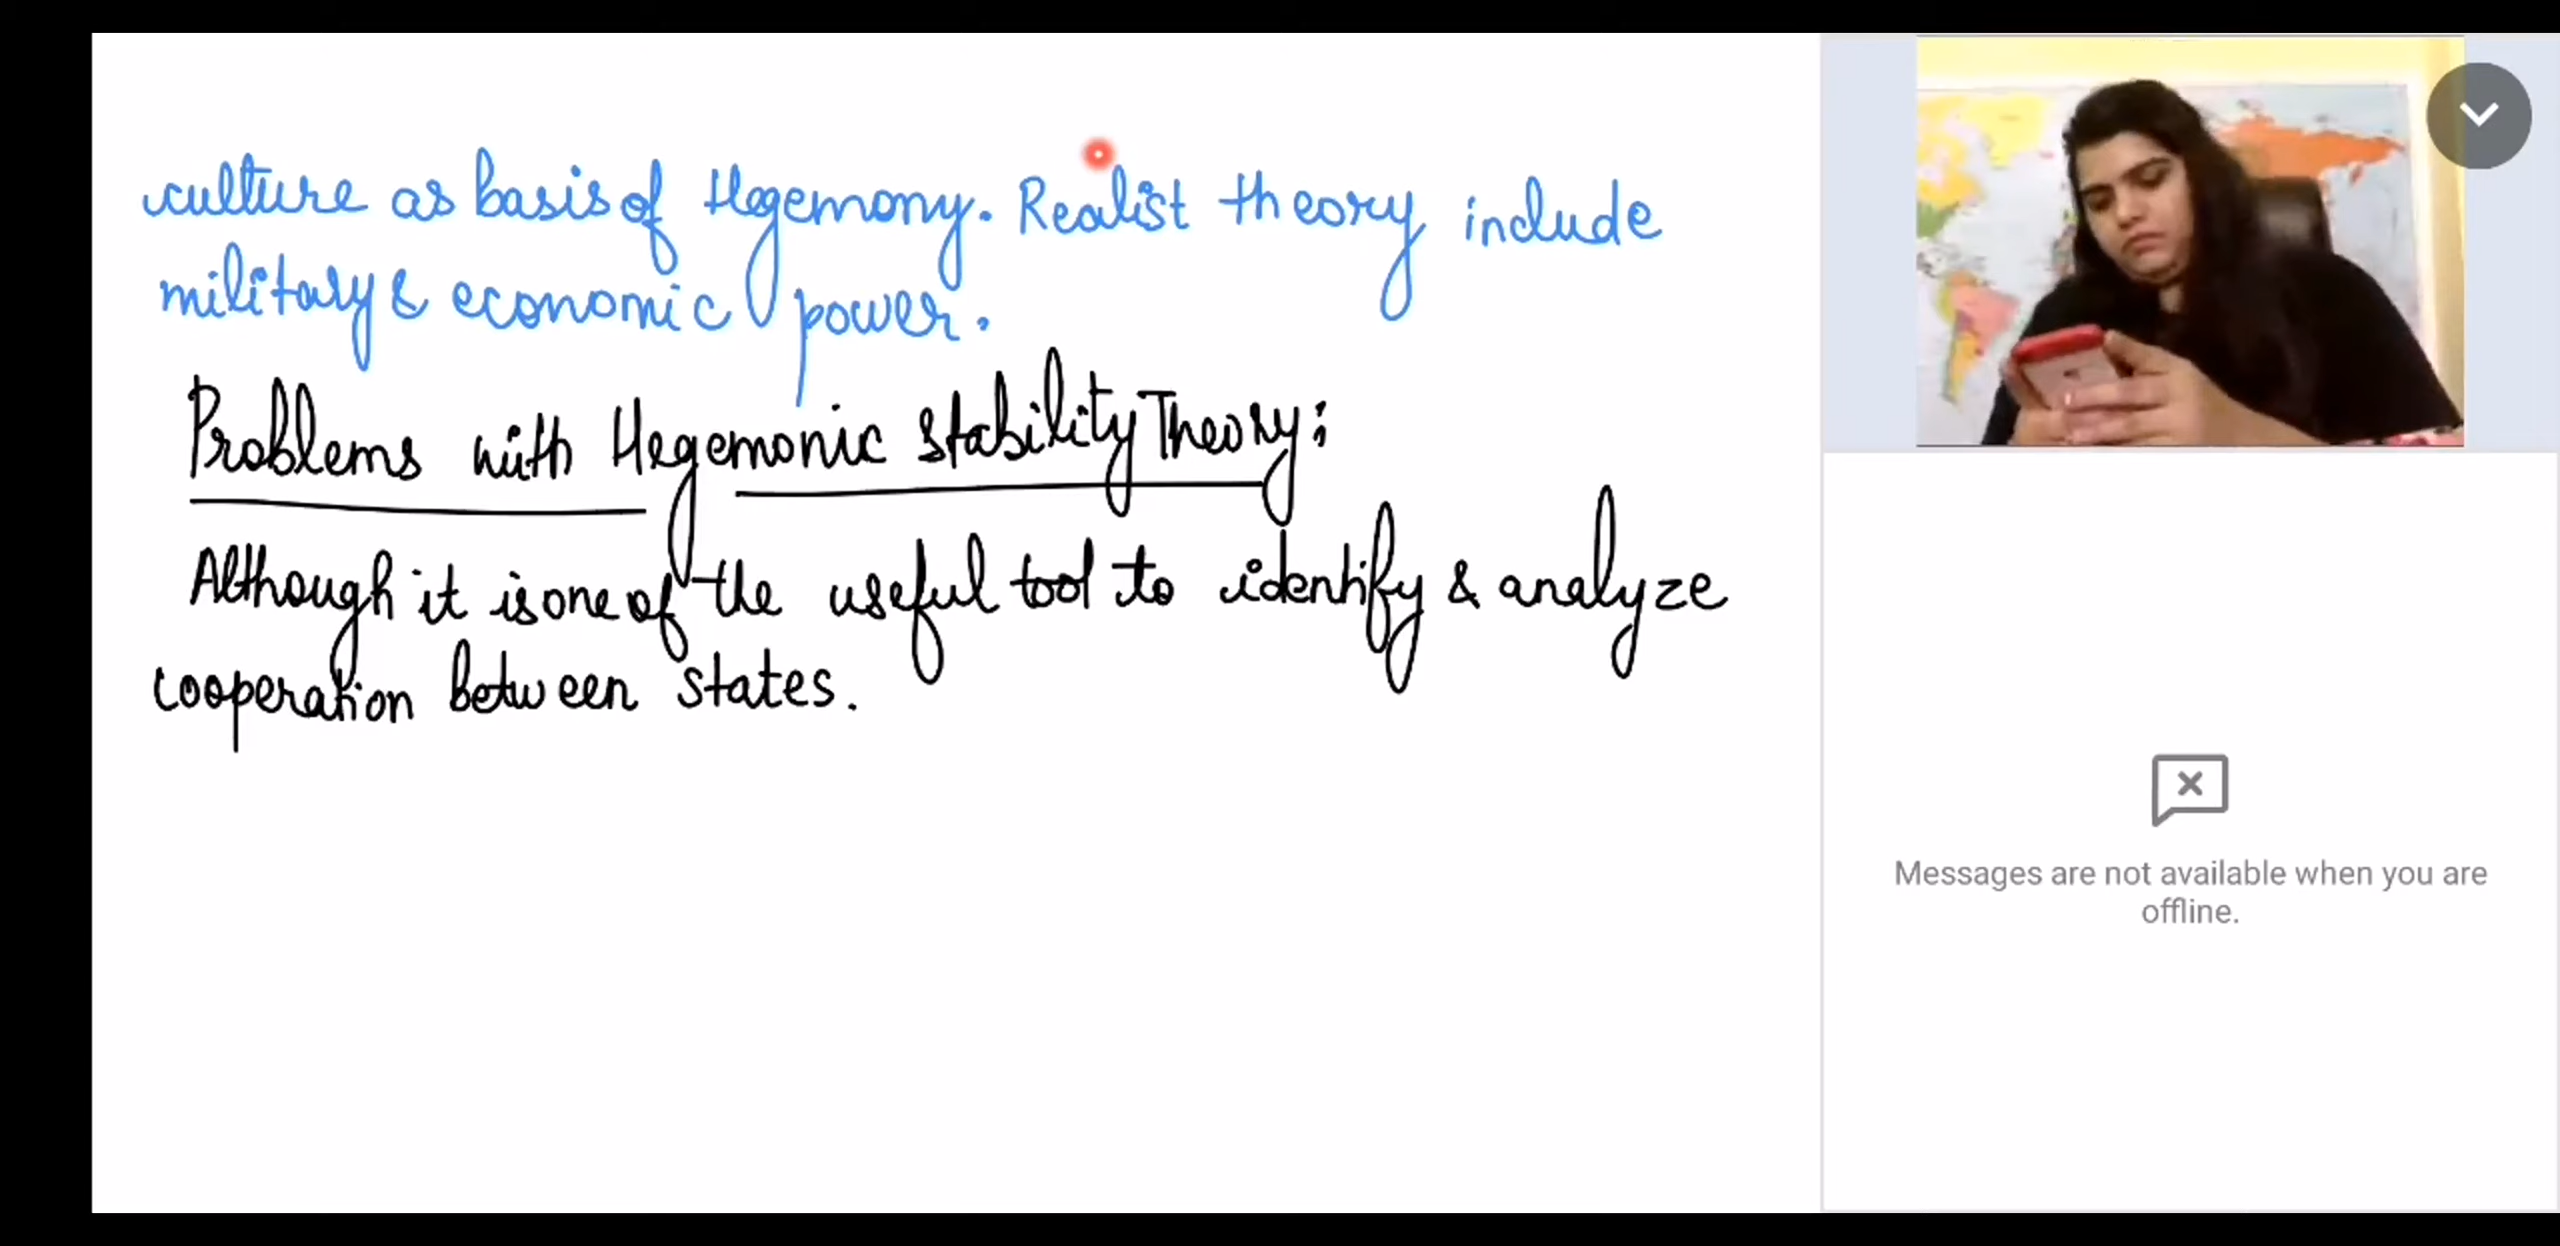 culture as basis of Hegemony. Realist theory include
military & economic power.
Problems with Hegemonic Stability Theory:
Although it is one of the useful tool to identify & analyze
cooperation between states.
Messages are not available when you are
offline.